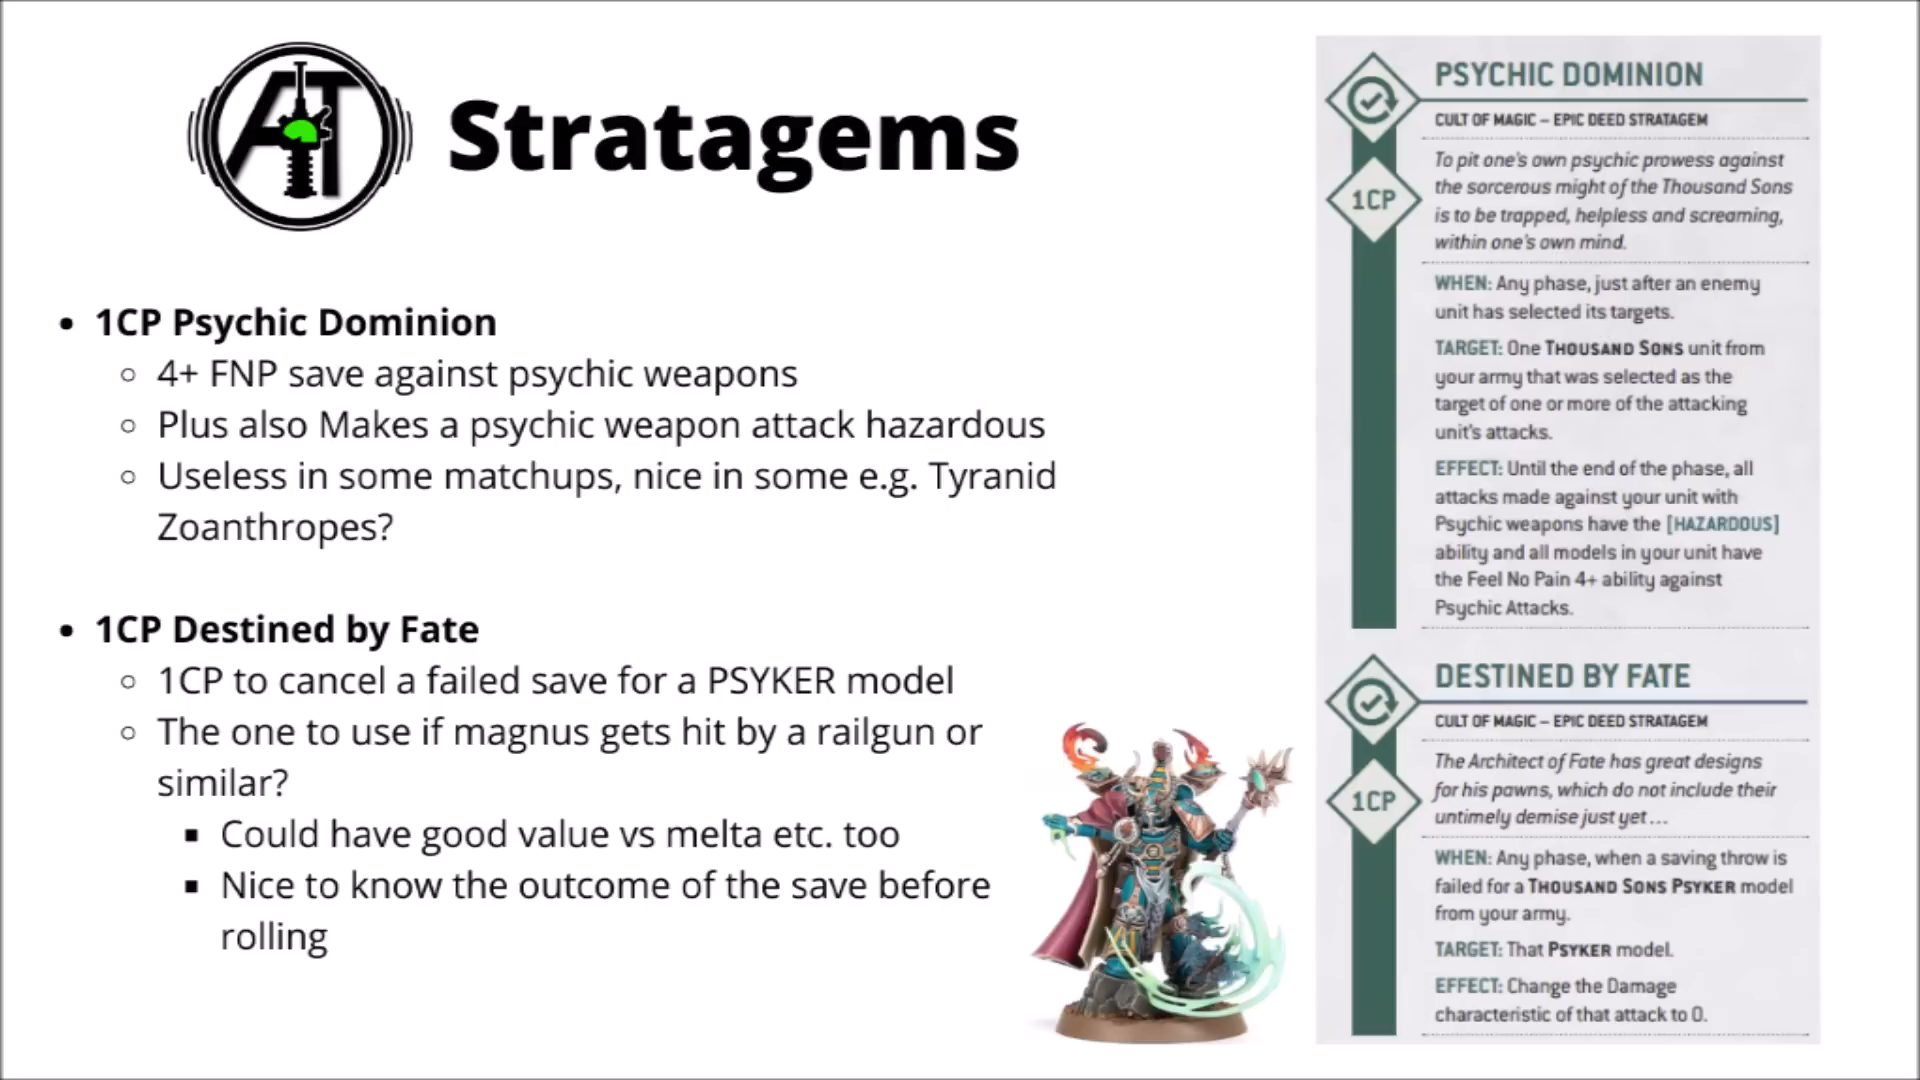 AT
Stratagems
• 1CP Psychic Dominion
○ 4+ FNP save against psychic weapons
○ Plus also Makes a psychic weapon attack hazardous
○ Useless in some matchups, nice in some e.g. Tyranid
Zoanthropes?
• 1CP Destined by Fate
○ 1CP to cancel a failed save for a PSYKER model
○ The one to use if magnus gets hit by a railgun or
similar?
▪ Could have good value vs melta etc. too
▪ Nice to know the outcome of the save before
rolling
PSYCHIC DOMINION
CULT OF MAGIC – EPIC DEED STRATAGEM
1CP
To pit one's own psychic prowess against
the sorcerous might of the Thousand Sons
is to be trapped, helpless and screaming,
within one's own mind.
WHEN: Any phase, just after an enemy
unit has selected its targets.
TARGET: One THOUSAND SONS unit from
your army that was selected as the
target of one or more of the attacking
unit's attacks.
EFFECT: Until the end of the phase, all
attacks made against your unit with
Psychic weapons have the [HAZARDOUS]
ability and all models in your unit have
the Feel No Pain 4+ ability against
Psychic Attacks.
DESTINED BY FATE
CULT OF MAGIC – EPIC DEED STRATAGEM
1CP
The Architect of Fate has great designs
for his pawns, which do not include their
untimely demise just yet...
WHEN: Any phase, when a saving throw is
failed for a THOUSAND SONS PSYKER model
from your army.
TARGET: That PSYKER model.
EFFECT: Change the Damage
characteristic of that attack to 0.